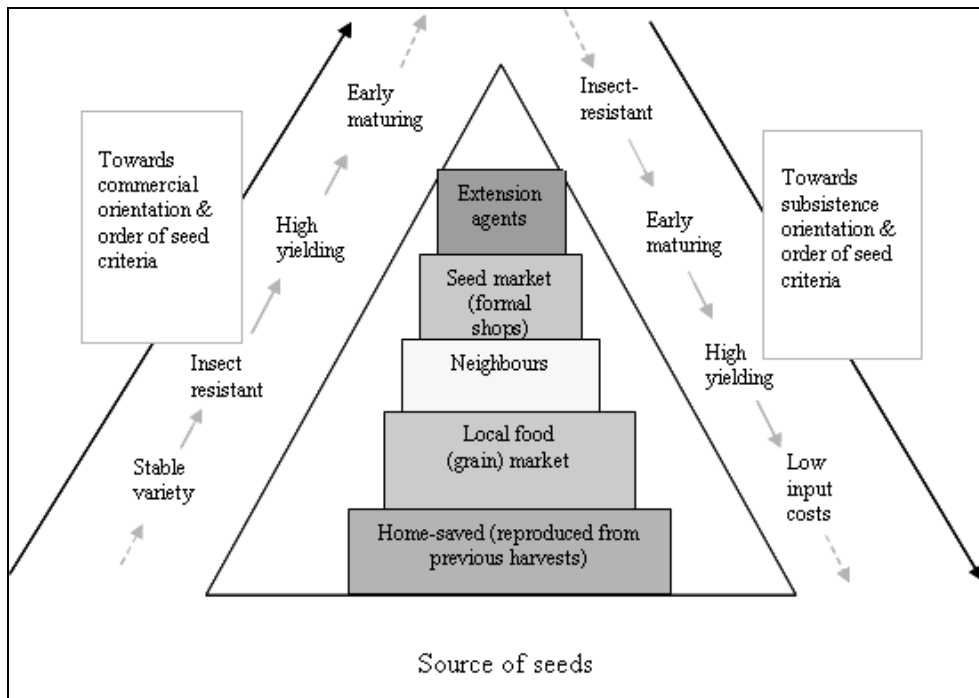 Towards
commercial
orientation &
order of seed
criteria
Early
maturing
High
yielding
Insect
resistant
Stable
variety
Extension
agents
Seed market
(formal
shops)
Neighbours
Local food
(grain) market
Home-saved (reproduced from
previous harvests)
Insect-
resistant
Early
maturing
High
yielding
Low
input
costs
Towards
subsistence
orientation &
order of seed
criteria
Source of seeds